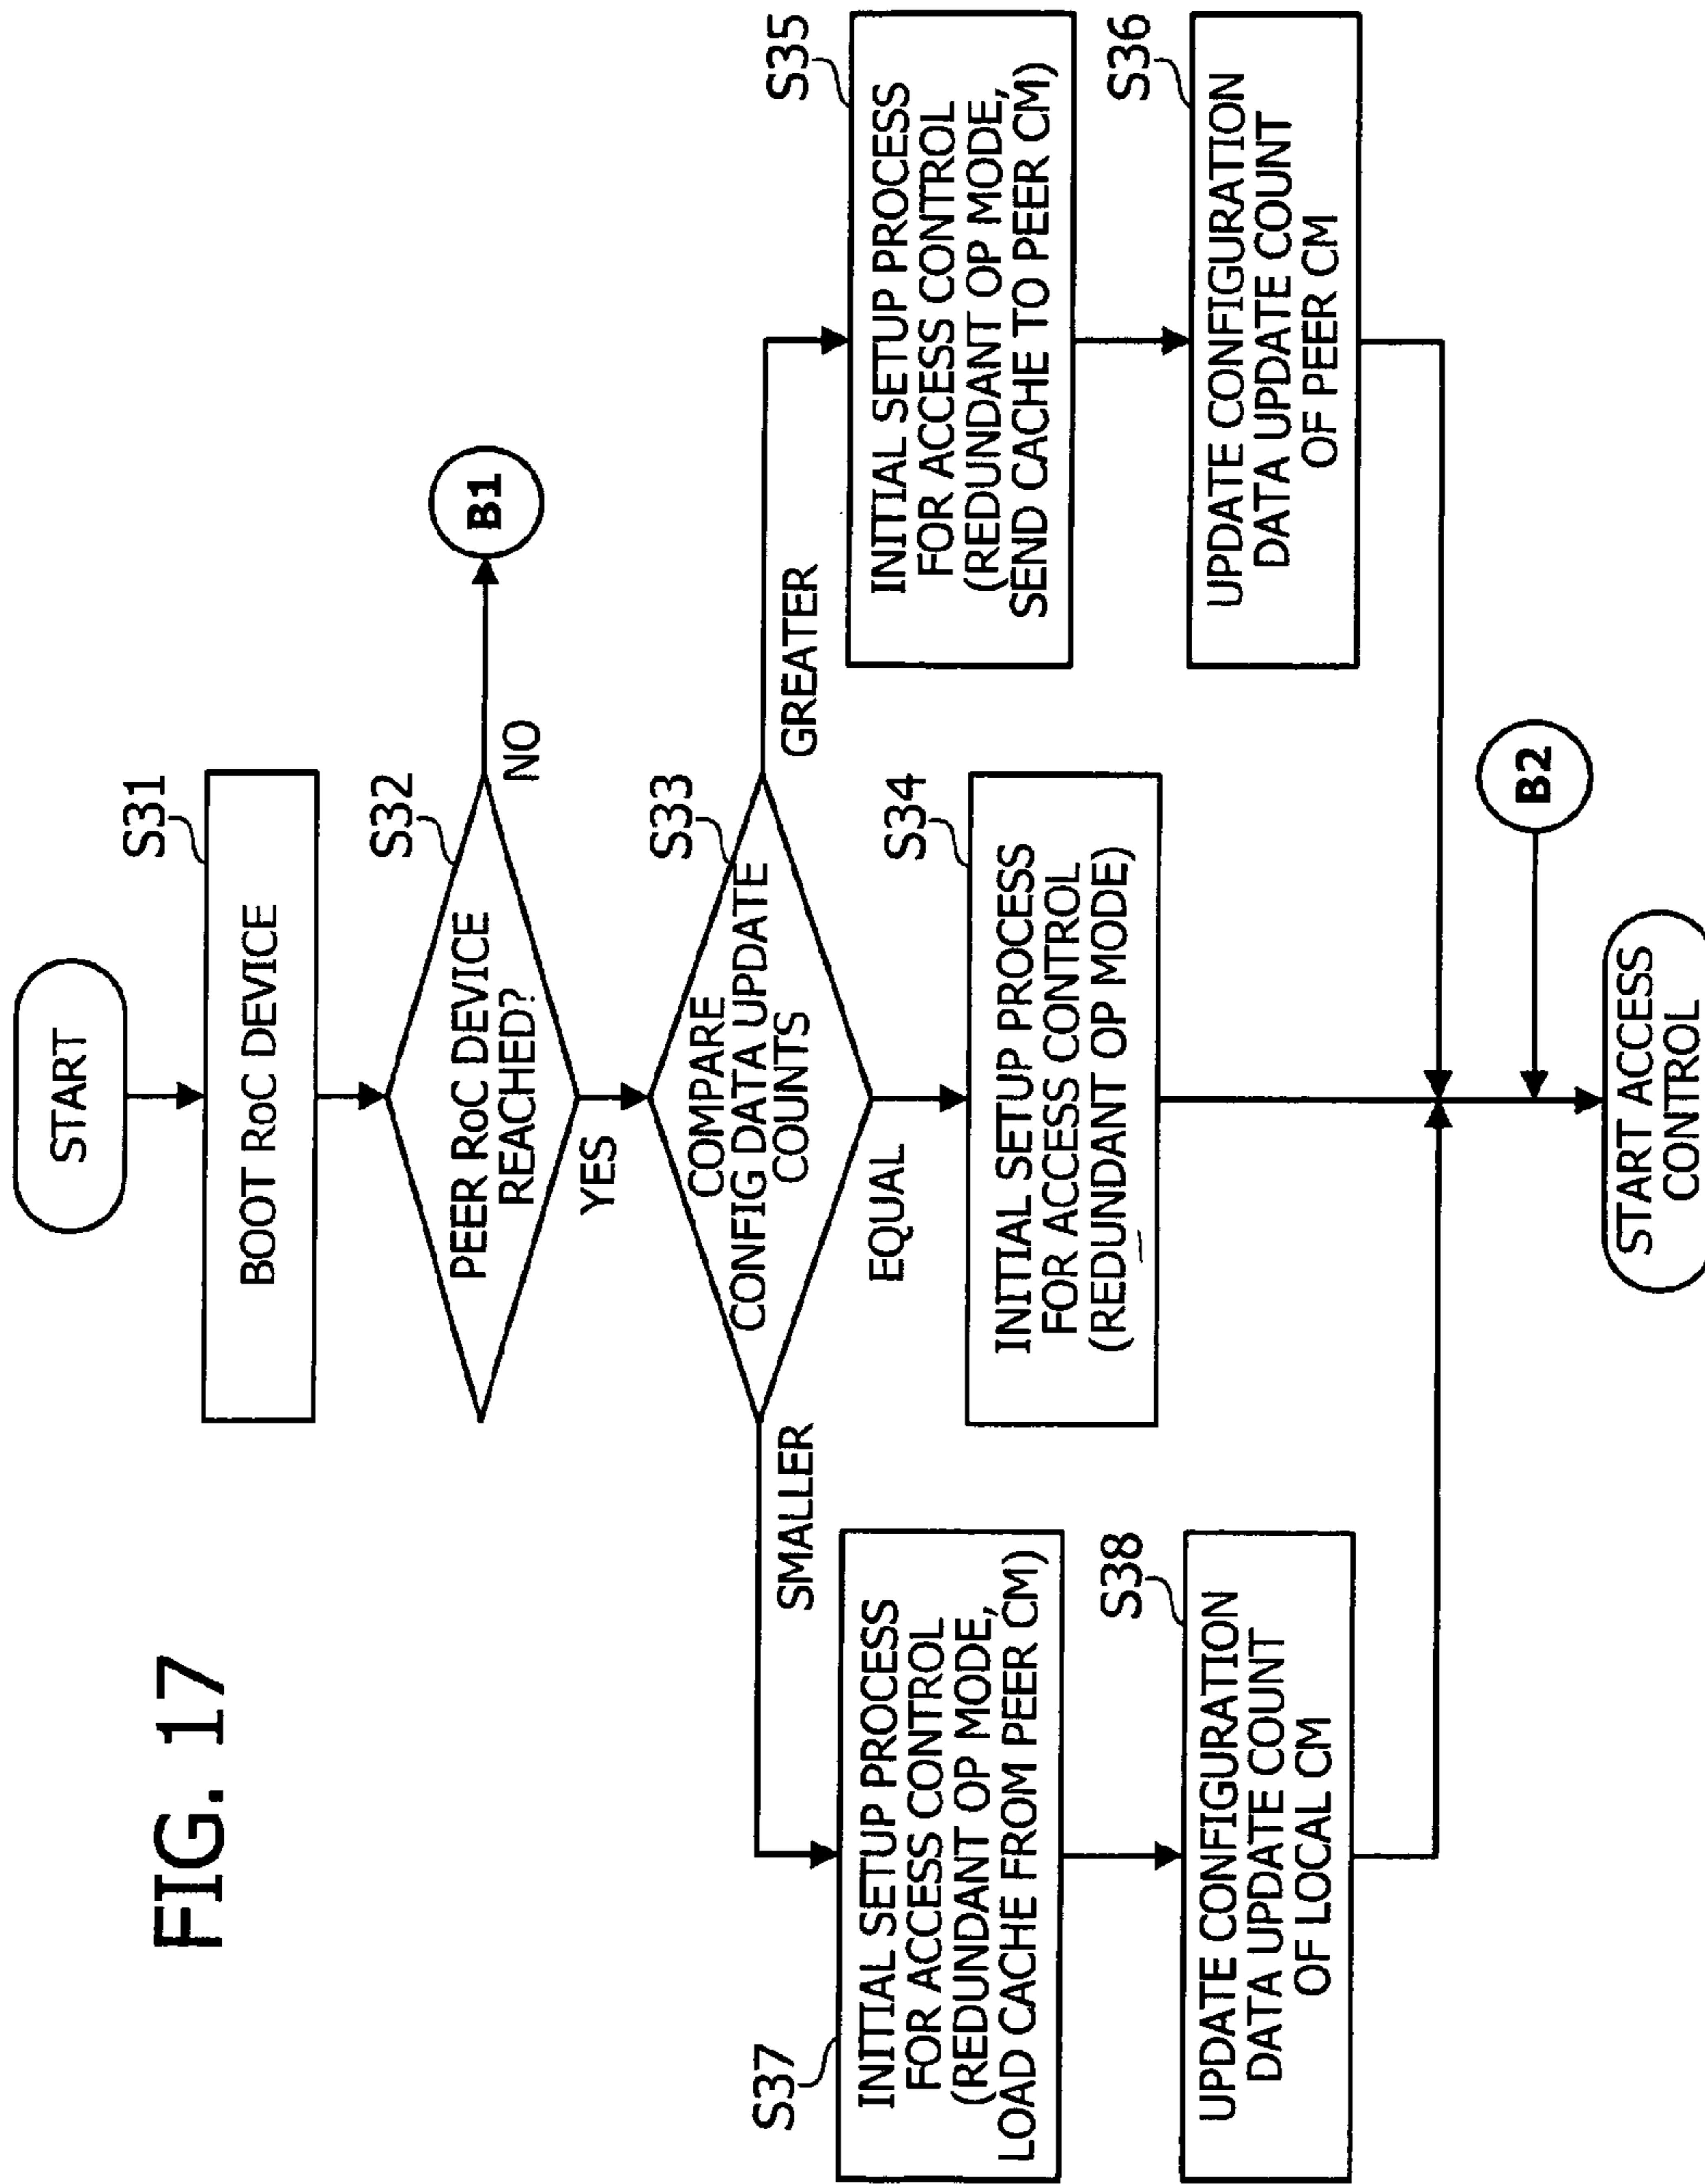 FIG. 17
START
S31
BOOT RoC DEVICE
S32
PEER RoC DEVICE
REACHED?
NO
B1
YES
S33
COMPARE
CONFIG DATA UPDATE
COUNTS
SMALLER
EQUAL
GREATER
S37
INITIAL SETUP PROCESS
FOR ACCESS CONTROL
(REDUNDANT OP MODE,
LOAD CACHE FROM PEER CM)
S38
UPDATE CONFIGURATION
DATA UPDATE COUNT
OF LOCAL CM
S34
INITIAL SETUP PROCESS
FOR ACCESS CONTROL
(REDUNDANT OP MODE)
S35
INITIAL SETUP PROCESS
FOR ACCESS CONTROL
(REDUNDANT OP MODE,
SEND CACHE TO PEER CM)
S36
UPDATE CONFIGURATION
DATA UPDATE COUNT
OF PEER CM
B2
START ACCESS
CONTROL